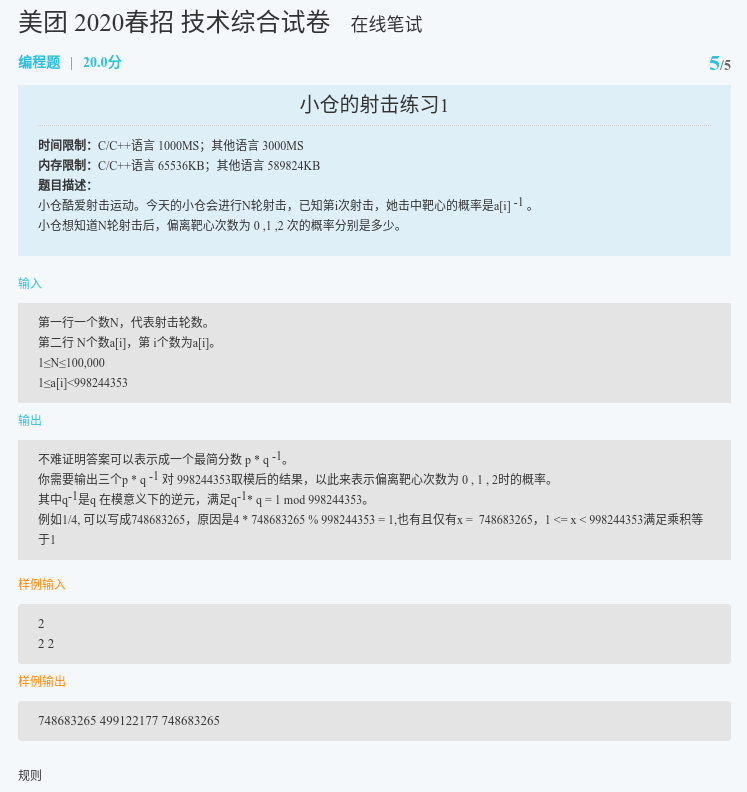 美团 2020春招 技术综合试卷 在线笔试
编程题 | 20.0分 5/5
小仓的射击练习1
时间限制：C/C++语言 1000MS；其他语言 3000MS
内存限制：C/C++语言 65536KB；其他语言 589824KB
题目描述：
小仓酷爱射击运动。今天的小仓会进行N轮射击，已知第i次射击，她击中靶心的概率是a[i] -1 。
小仓想知道N轮射击后，偏离靶心次数为 0 ,1 ,2 次的概率分别是多少。
输入
第一行一个数N，代表射击轮数。
第二行 N个数a[i]，第 i个数为a[i]。
1≤N≤100,000
1≤a[i]<998244353
输出
不难证明答案可以表示成一个最简分数 p * q -1。
你需要输出三个p * q -1 对 998244353取模后的结果，以此来表示偏离靶心次数为 0 , 1 , 2时的概率。
其中q-1是q 在模意义下的逆元，满足q-1* q = 1 mod 998244353。
例如1/4, 可以写成748683265，原因是4 * 748683265 % 998244353 = 1,也有且仅有x = 748683265，1 <= x < 998244353满足乘积等
于1
样例输入
2
2 2
样例输出
748683265 499122177 748683265
规则